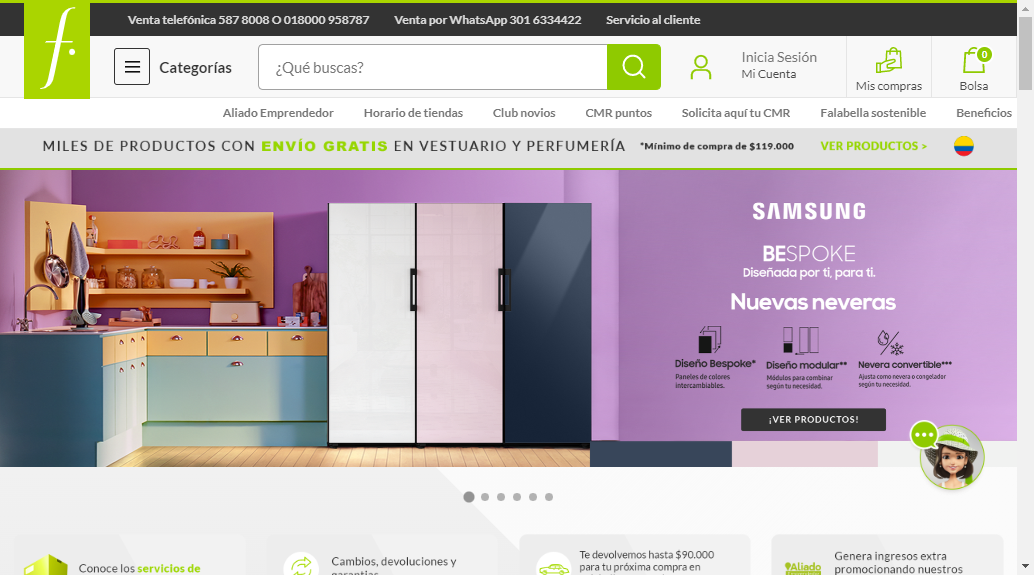 Venta telefónica 587 8008 O 018000 958787 Venta por WhatsApp 301 6334422 Servicio al cliente
f.
Categorías
¿Qué buscas?
Inicia Sesión
Mi Cuenta
Mis compras
0
Bolsa
Aliado Emprendedor Horario de tiendas Club novios CMR puntos Solicita aquí tu CMR Falabella sostenible Beneficios
MILES DE PRODUCTOS CON ENVÍO GRATIS EN VESTUARIO Y PERFUMERÍA *Mínimo de compra de $119.000 VER PRODUCTOS >
SAMSUNG
BESPOKE
Diseñada por ti, para ti.
Nuevas neveras
Diseño Bespoke*
Paneles de colores
intercambiables.
Diseño modular**
Módulos para combinar
según tu necesidad.
Nevera convertible***
Ajusta como nevera o congelador
según tu necesidad.
¡VER PRODUCTOS!
Conoce los servicios de
Cambios, devoluciones y
garantías
Te devolvemos hasta $90.000
para tu próxima compra en
Aliado
Genera ingresos extra
promocionando nuestros